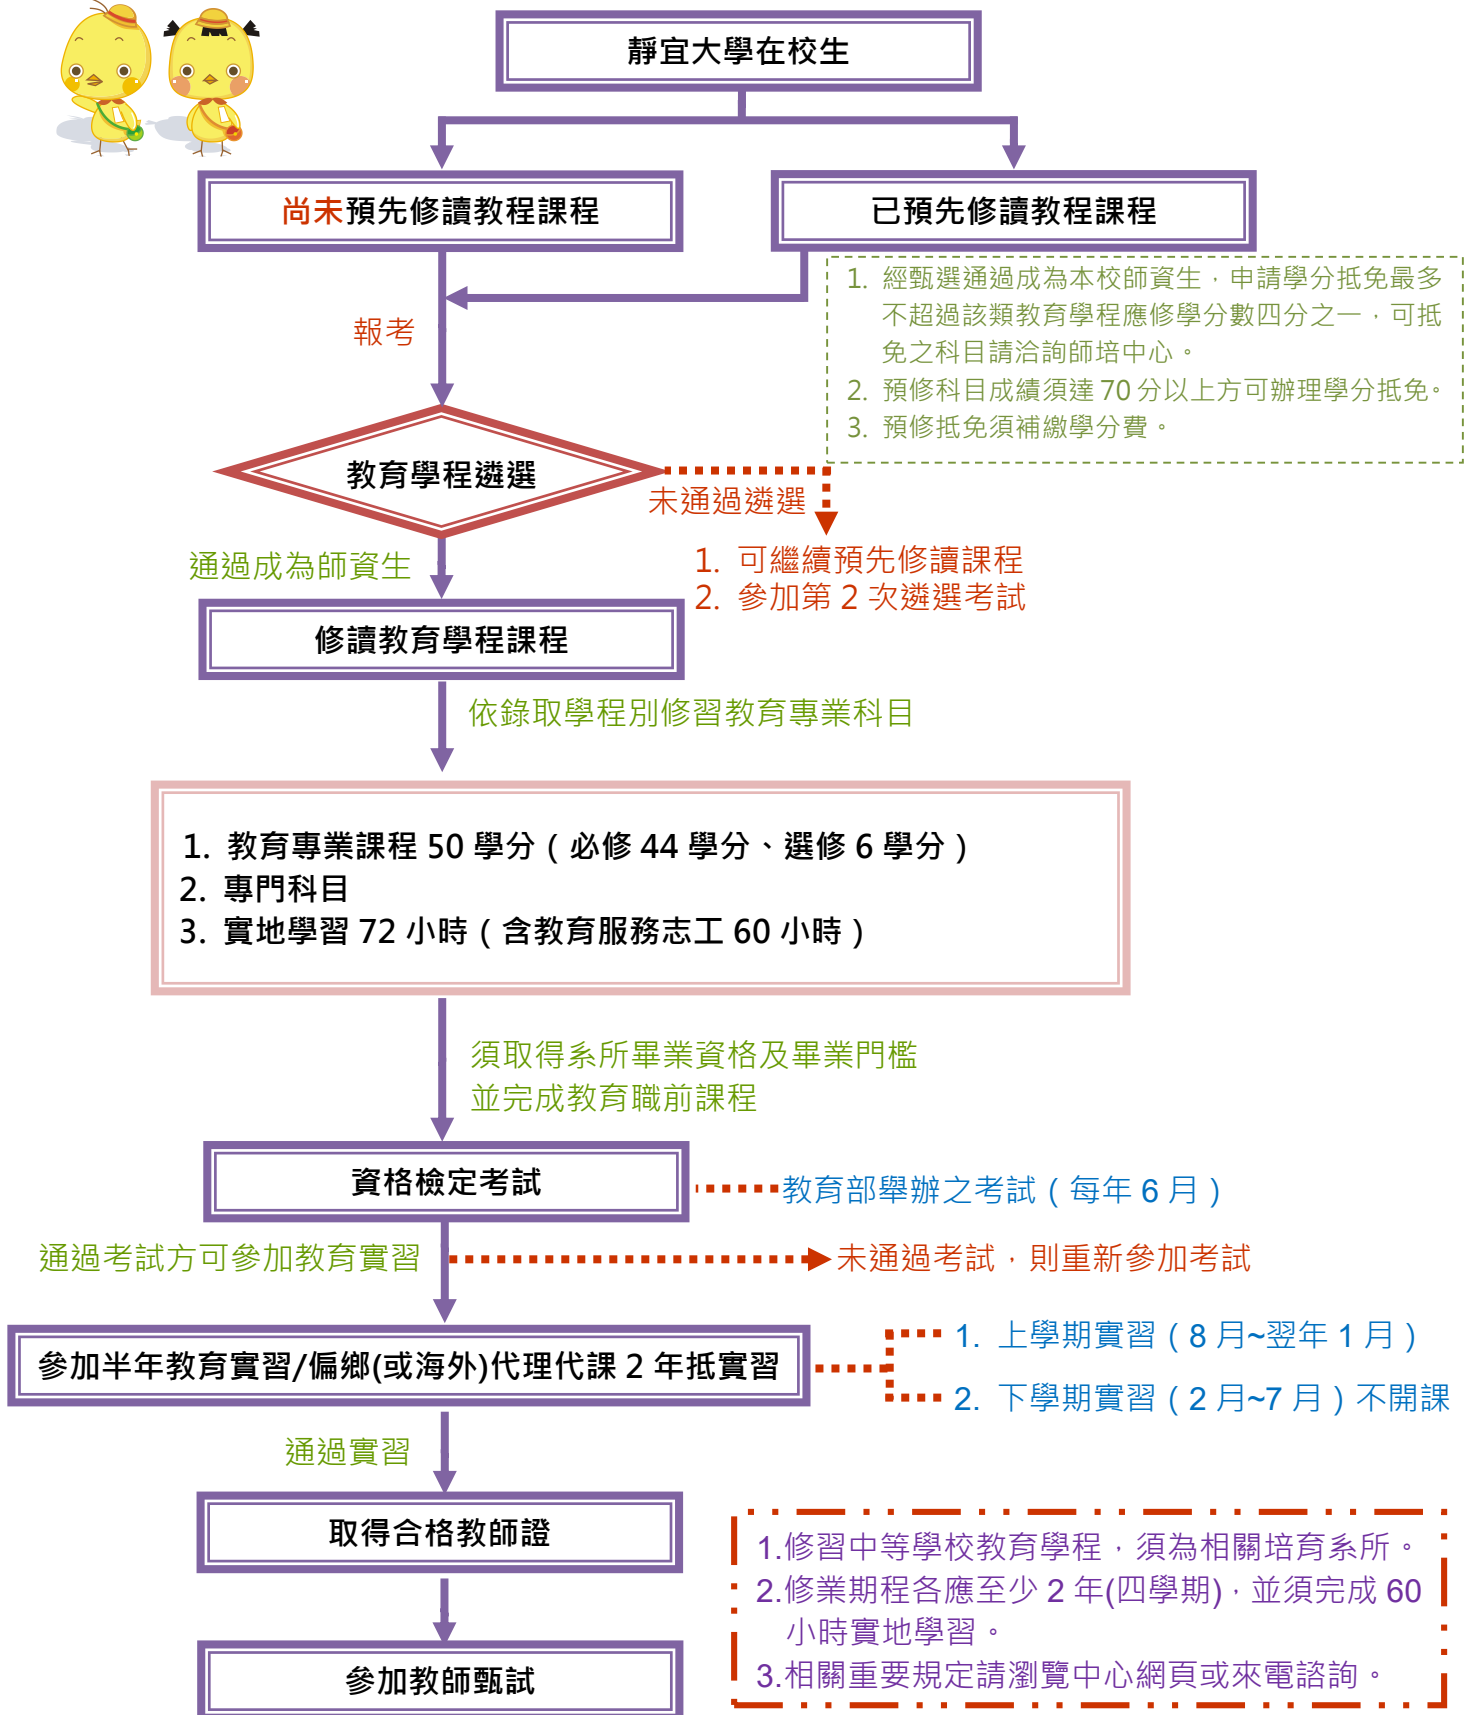 靜宜大學在校生
尚未預先修讀教程課程
已預先修讀教程課程
1. 經甄選通過成為本校師資生，申請學分抵免最多
不超過該類教育學程應修學分數四分之一，可抵
免之科目請洽詢師培中心。
2. 預修科目成績須達 70 分以上方可辦理學分抵免。
3. 預修抵免須補繳學分費。
報考
教育學程遴選
未通過遴選
1. 可繼續預先修讀課程
2. 參加第 2 次遴選考試
通過成為師資生
修讀教育學程課程
依錄取學程別修習教育專業科目
1. 教育專業課程 50 學分（必修 44 學分、選修 6 學分）
2. 專門科目
3. 實地學習 72 小時（含教育服務志工 60 小時）
須取得系所畢業資格及畢業門檻
並完成教育職前課程
資格檢定考試
教育部舉辦之考試（每年 6 月）
通過考試方可參加教育實習
未通過考試，則重新參加考試
參加半年教育實習/偏鄉(或海外)代理代課 2 年抵實習
1. 上學期實習（8 月~翌年 1 月）
2. 下學期實習（2 月~7 月）不開課
通過實習
取得合格教師證
參加教師甄試
1.修習中等學校教育學程，須為相關培育系所。
2.修業期程各應至少 2 年(四學期)，並須完成 60
小時實地學習。
3.相關重要規定請瀏覽中心網頁或來電諮詢。